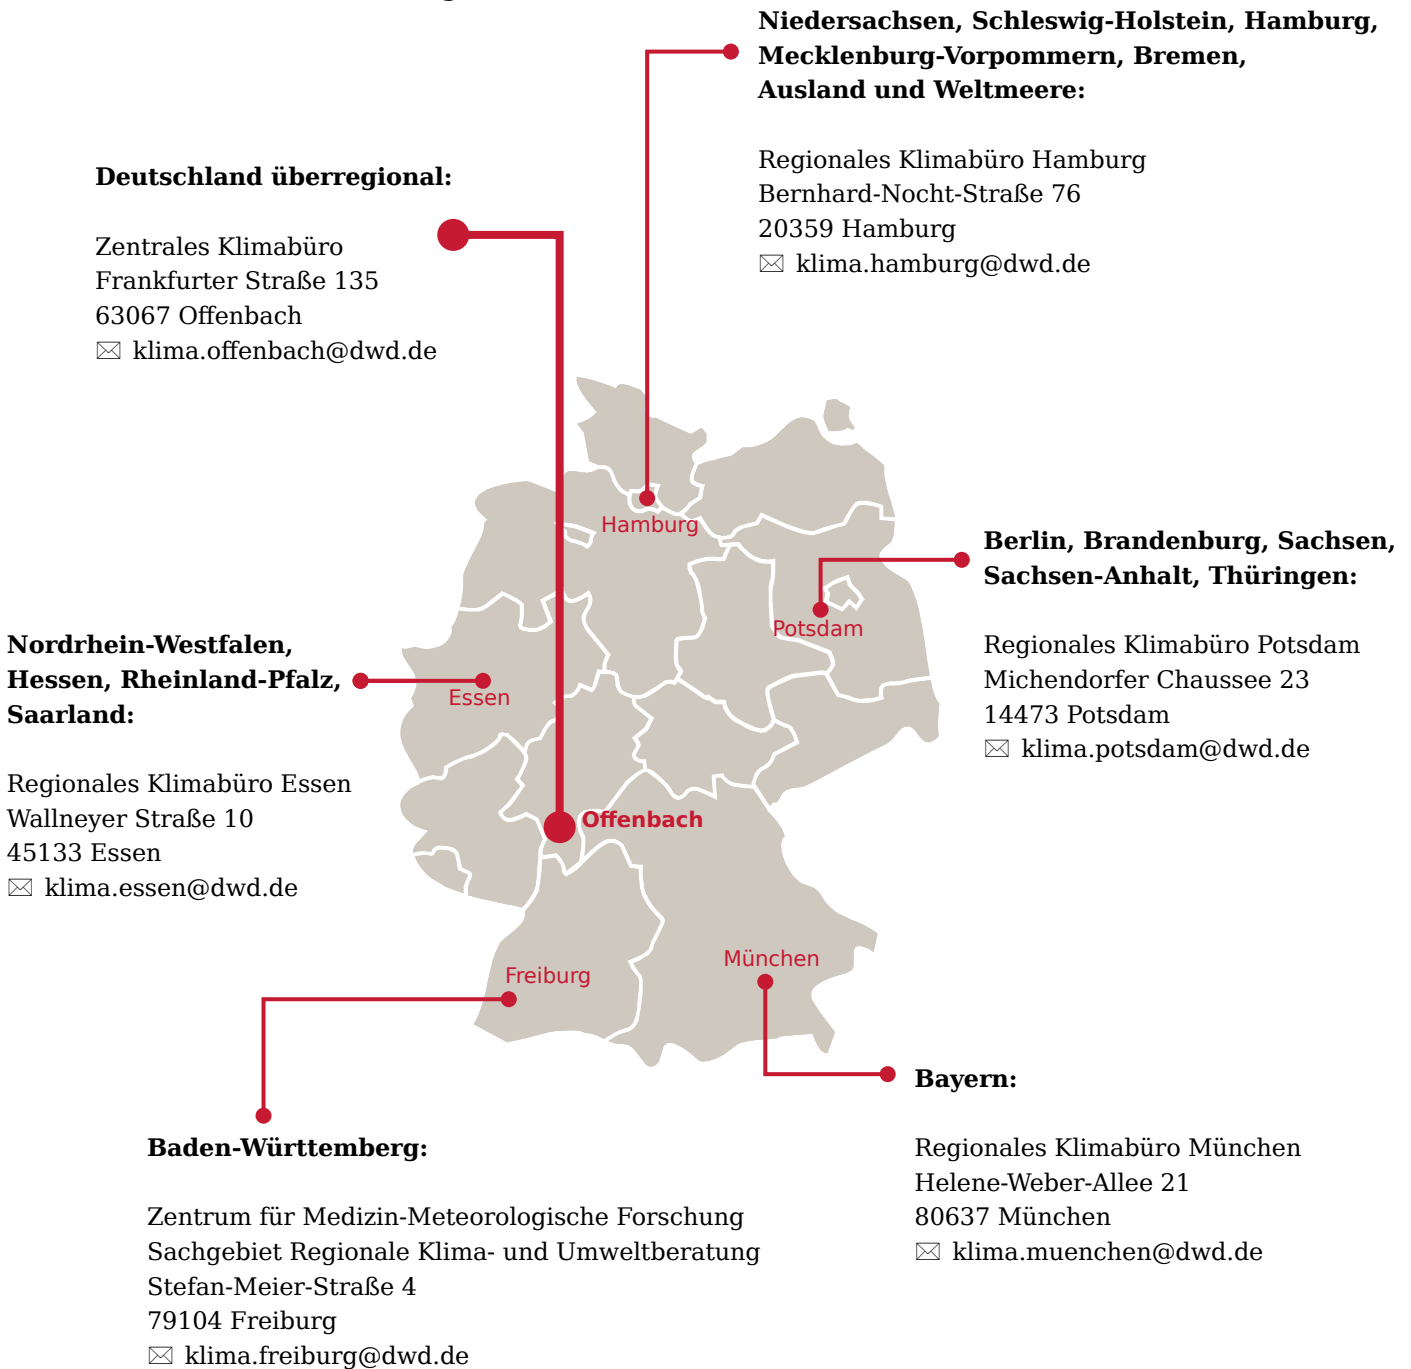 Niedersachsen, Schleswig-Holstein, Hamburg,
Mecklenburg-Vorpommern, Bremen,
Ausland und Weltmeere:
Regionales Klimabüro Hamburg
Bernhard-Nocht-Straße 76
20359 Hamburg
✉ klima.hamburg@dwd.de
Deutschland überregional:
Zentrales Klimabüro
Frankfurter Straße 135
63067 Offenbach
✉ klima.offenbach@dwd.de
Hamburg
Berlin, Brandenburg, Sachsen,
Sachsen-Anhalt, Thüringen:
Regionales Klimabüro Potsdam
Michendorfer Chaussee 23
14473 Potsdam
✉ klima.potsdam@dwd.de
Potsdam
Nordrhein-Westfalen,
Hessen, Rheinland-Pfalz,
Saarland:
Regionales Klimabüro Essen
Wallneyer Straße 10
45133 Essen
✉ klima.essen@dwd.de
Essen
Offenbach
Freiburg
München
Bayern:
Regionales Klimabüro München
Helene-Weber-Allee 21
80637 München
✉ klima.muenchen@dwd.de
Baden-Württemberg:
Zentrum für Medizin-Meteorologische Forschung
Sachgebiet Regionale Klima- und Umweltberatung
Stefan-Meier-Straße 4
79104 Freiburg
✉ klima.freiburg@dwd.de